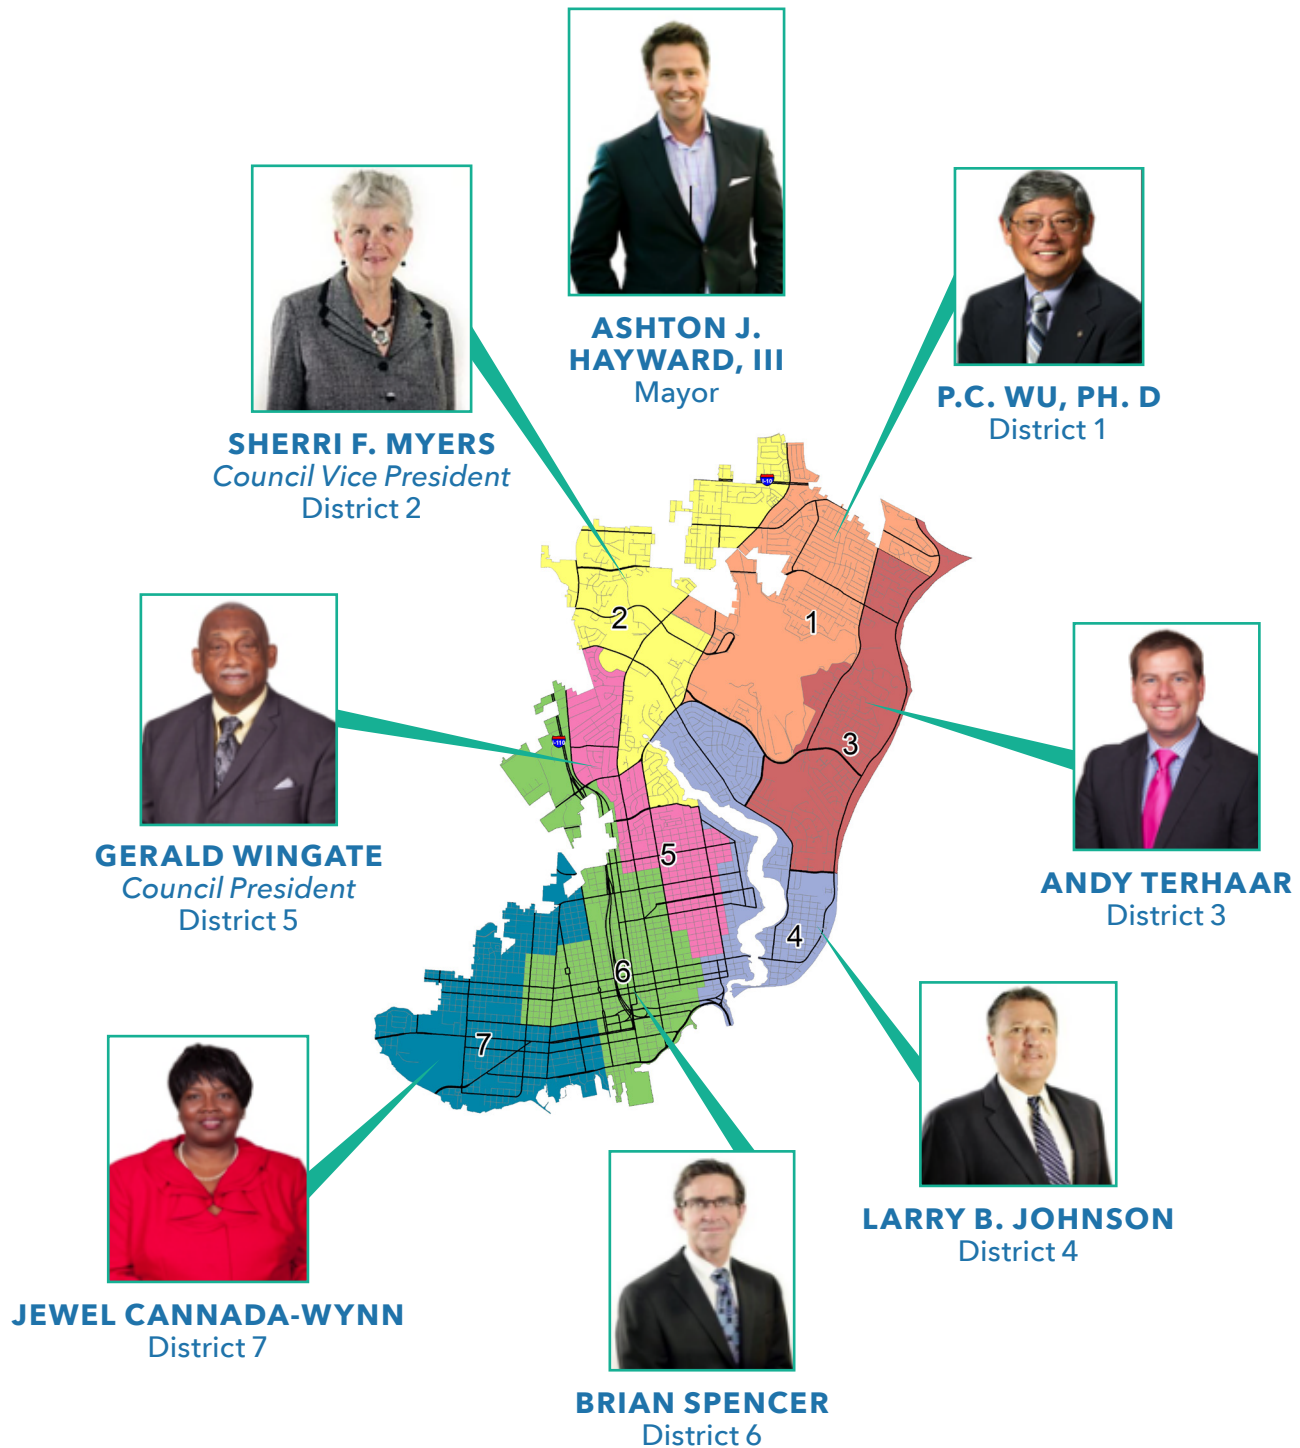 ASHTON J.
HAYWARD, III
Mayor
P.C. WU, PH. D
District 1
SHERRI F. MYERS
Council Vice President
District 2
I-10
2
1
I-110
3
GERALD WINGATE
Council President
District 5
5
ANDY TERHAAR
District 3
4
6
7
LARRY B. JOHNSON
District 4
JEWEL CANNADA-WYNN
District 7
BRIAN SPENCER
District 6